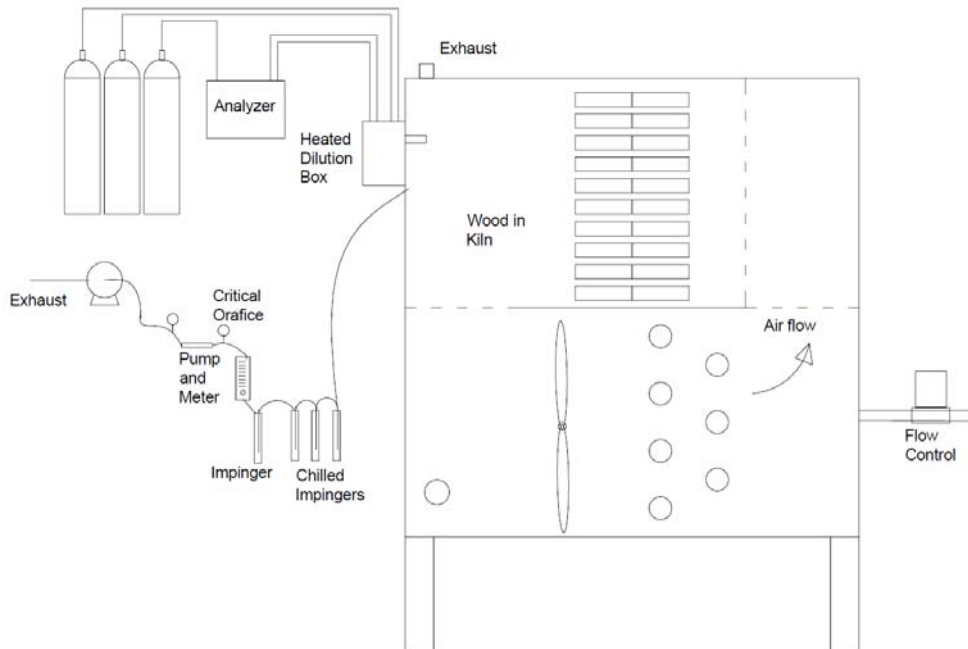 Exhaust
Analyzer
Heated
Dilution
Box
Wood in
Kiln
Exhaust
Critical
Orafice
Pump
and
Meter
Air flow
Flow
Control
Impinger
Chilled
Impingers